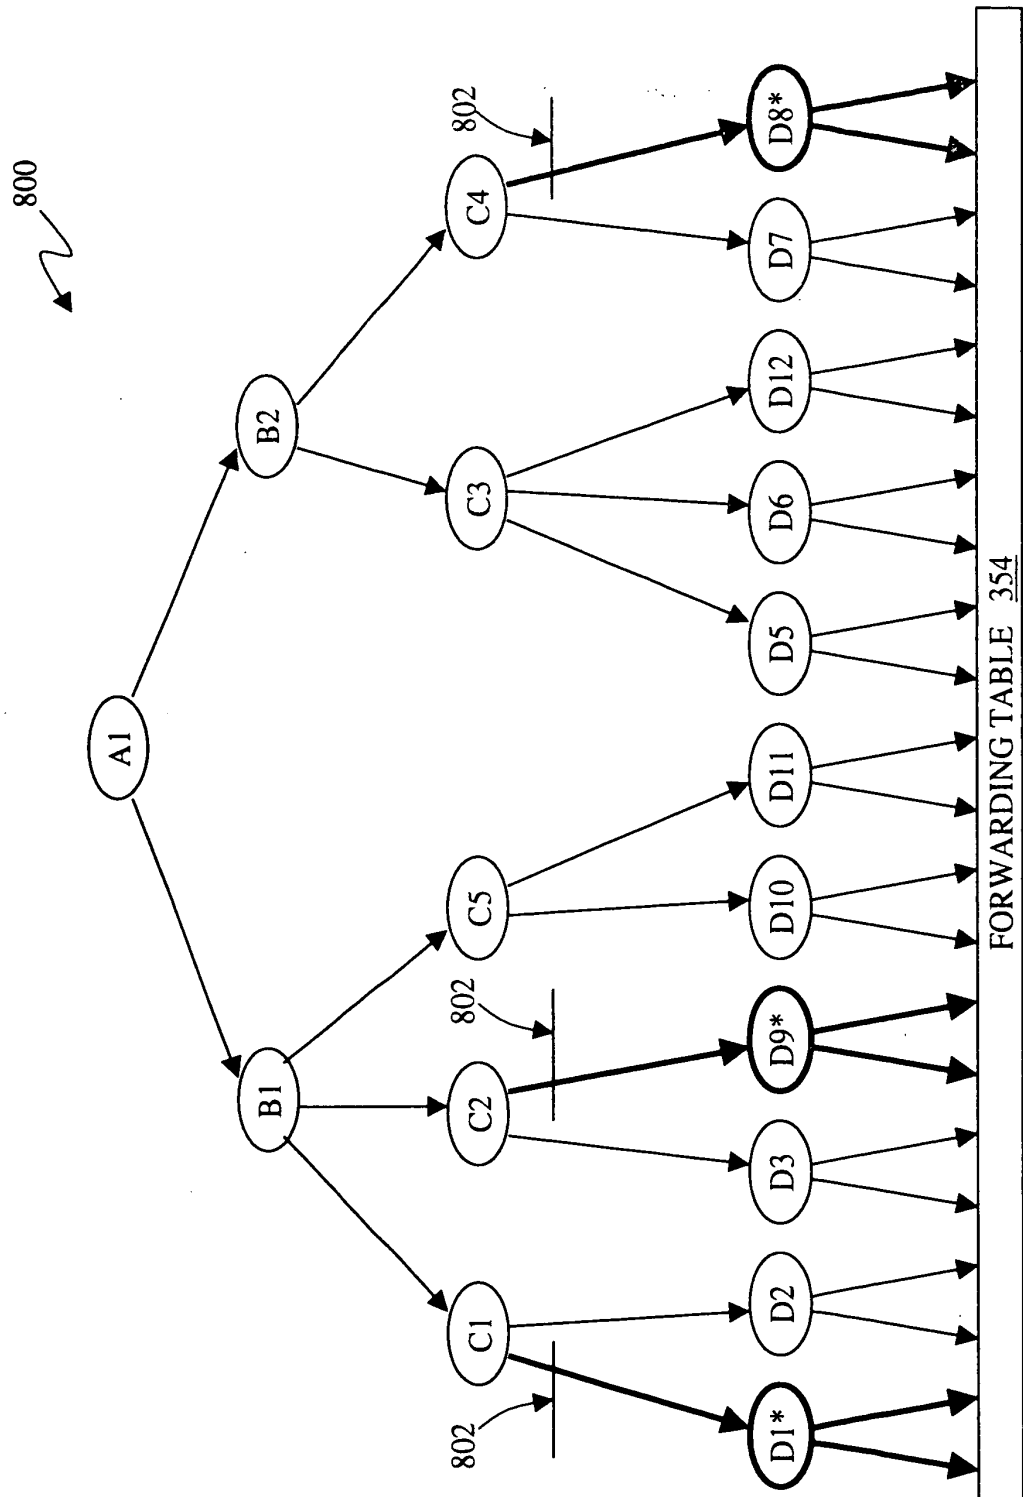 800
A1
B1
B2
C1
C2
C5
C3
C4
802
802
802
D1*
D2
D3
D9*
D10
D11
D5
D6
D12
D7
D8*
FORWARDING TABLE 354